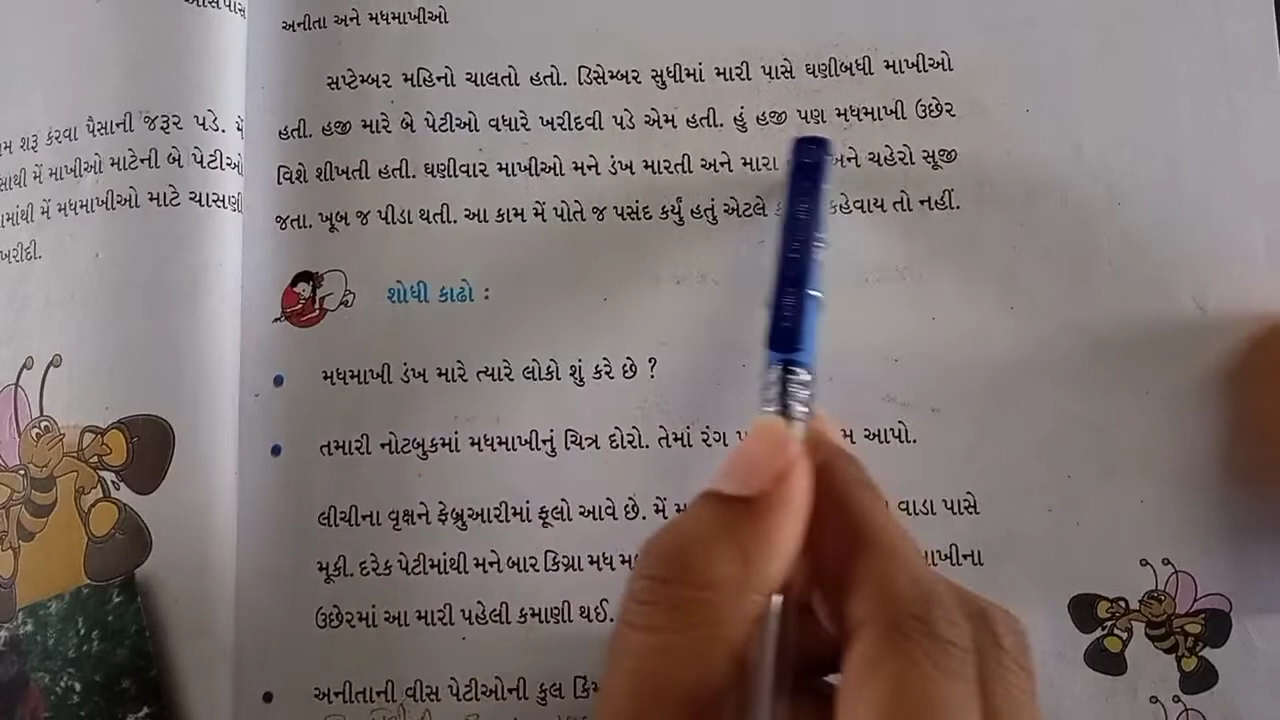 આસપાસ
મ શરૂ કરવા પૈસાની જરૂર પડે. મેં
સાથી મેં માખીઓ માટેની બે પેટીઓ
માંથી મેં મધમાખીઓ માટે ચાસણી
ખરીદી.
અનીતા અને મધમાખીઓ
સપ્ટેમ્બર મહિનો ચાલતો હતો. ડિસેમ્બર સુધીમાં મારી પાસે ઘણીબધી માખીઓ
હતી. હજી મારે બે પેટીઓ વધારે ખરીદવી પડે એમ હતી. હું હજી પણ મધમાખી ઉછેર
વિશે શીખતી હતી. ઘણીવાર માખીઓ મને ડંખ મારતી અને મારા અને ચહેરો સૂજી
જતા. ખૂબ જ પીડા થતી. આ કામ મેં પોતે જ પસંદ કર્યું હતું એટલે કહેવાય તો નહીં.
શોધી કાઢો :
મધમાખી ડંખ મારે ત્યારે લોકો શું કરે છે ?
તમારી નોટબુકમાં મધમાખીનું ચિત્ર દોરો. તેમાં રંગ આપો.
લીચીના વૃક્ષને ફેબ્રુઆરીમાં ફૂલો આવે છે. મેં વાડા પાસે
મૂકી. દરેક પેટીમાંથી મને બાર કિગ્રા મધ
ઉછેરમાં આ મારી પહેલી કમાણી થઈ.
અનીતાની વીસ પેટીઓની કુલ